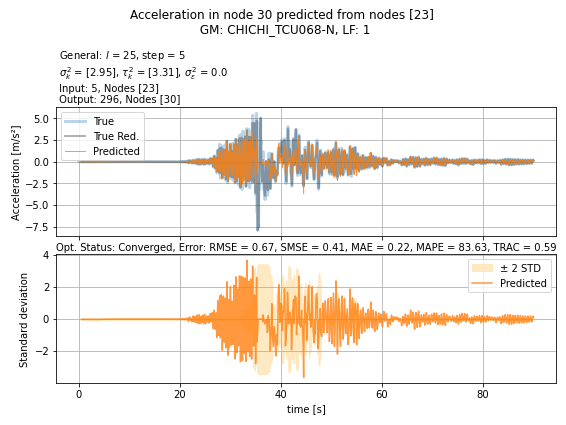 Acceleration in node 30 predicted from nodes [23]
GM: CHICHI_TCU068-N, LF: 1
General: l = 25, step = 5
σ²ₖ = [2.95], τ²ₖ = [3.31], σ²ε = 0.0
Input: 5, Nodes [23]
Output: 296, Nodes [30]
5.0
2.5
0.0
−2.5
−5.0
−7.5
Acceleration [m/s²]
True
True Red.
Predicted
Opt. Status: Converged, Error: RMSE = 0.67, SMSE = 0.41, MAE = 0.22, MAPE = 83.63, TRAC = 0.59
4
2
0
−2
Standard deviation
± 2 STD
Predicted
0 20 40 60 80
time [s]